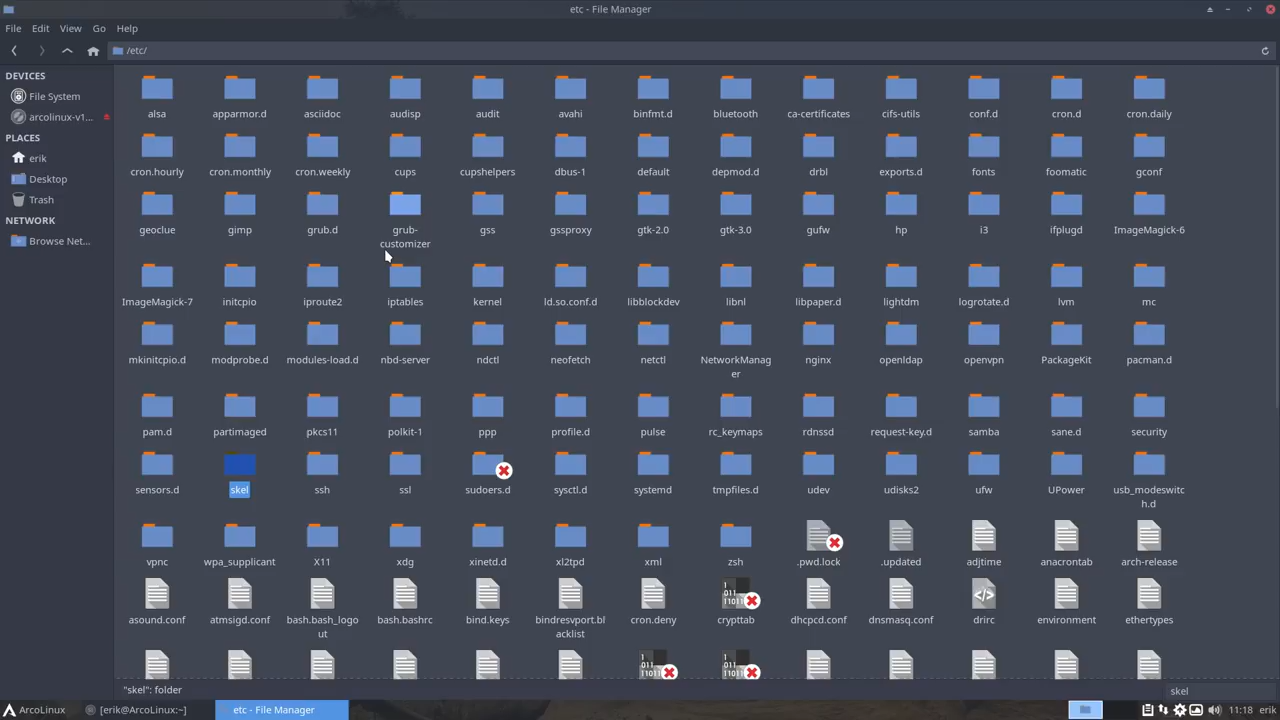 etc - File Manager
File Edit View Go Help
/etc/
DEVICES
File System
arcolinux-v1...
PLACES
erik
Desktop
Trash
NETWORK
Browse Net...
alsa apparmor.d asciidoc audisp audit avahi binfmt.d bluetooth ca-certificates cifs-utils conf.d cron.d cron.daily
cron.hourly cron.monthly cron.weekly cups cupshelpers dbus-1 default depmod.d drbl exports.d fonts foomatic gconf
geoclue gimp grub.d grub-
customizer gss gssproxy gtk-2.0 gtk-3.0 gufw hp i3 ifplugd ImageMagick-6
ImageMagick-7 initcpio iproute2 iptables kernel ld.so.conf.d libblockdev libnl libpaper.d lightdm logrotate.d lvm mc
mkinitcpio.d modprobe.d modules-load.d nbd-server ndctl neofetch netctl NetworkManag
er nginx openldap openvpn PackageKit pacman.d
pam.d partimaged pkcs11 polkit-1 ppp profile.d pulse rc_keymaps rdnssd request-key.d samba sane.d security
sensors.d skel ssh ssl sudoers.d sysctl.d systemd tmpfiles.d udev udisks2 ufw UPower usb_modeswitc
h.d
vpnc wpa_supplicant X11 xdg xinetd.d xl2tpd xml zsh .pwd.lock .updated adjtime anacrontab arch-release
asound.conf atmsigd.conf bash.bash_logo
ut bash.bashrc bind.keys bindresvport.bl
acklist cron.deny crypttab dhcpcd.conf dnsmasq.conf drirc environment ethertypes
"skel": folder
skel
ArcoLinux [erik@ArcoLinux:~] etc - File Manager 11:18 erik